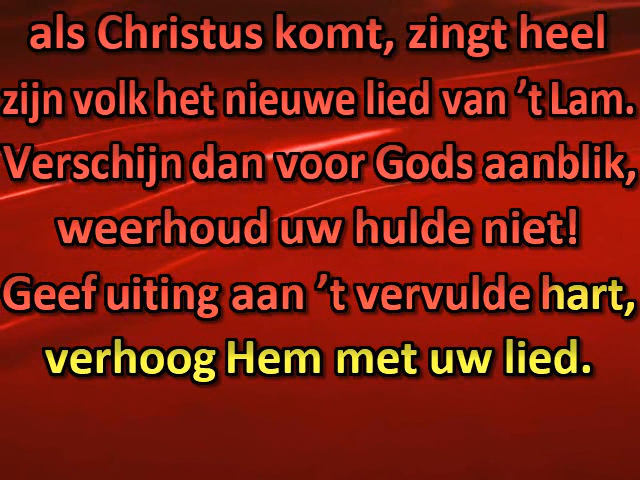 als Christus komt, zingt heel
zijn volk het nieuwe lied van ’t Lam.
Verschijn dan voor Gods aanblik,
weerhoud uw hulde niet!
Geef uiting aan ’t vervulde hart,
verhoog Hem met uw lied.